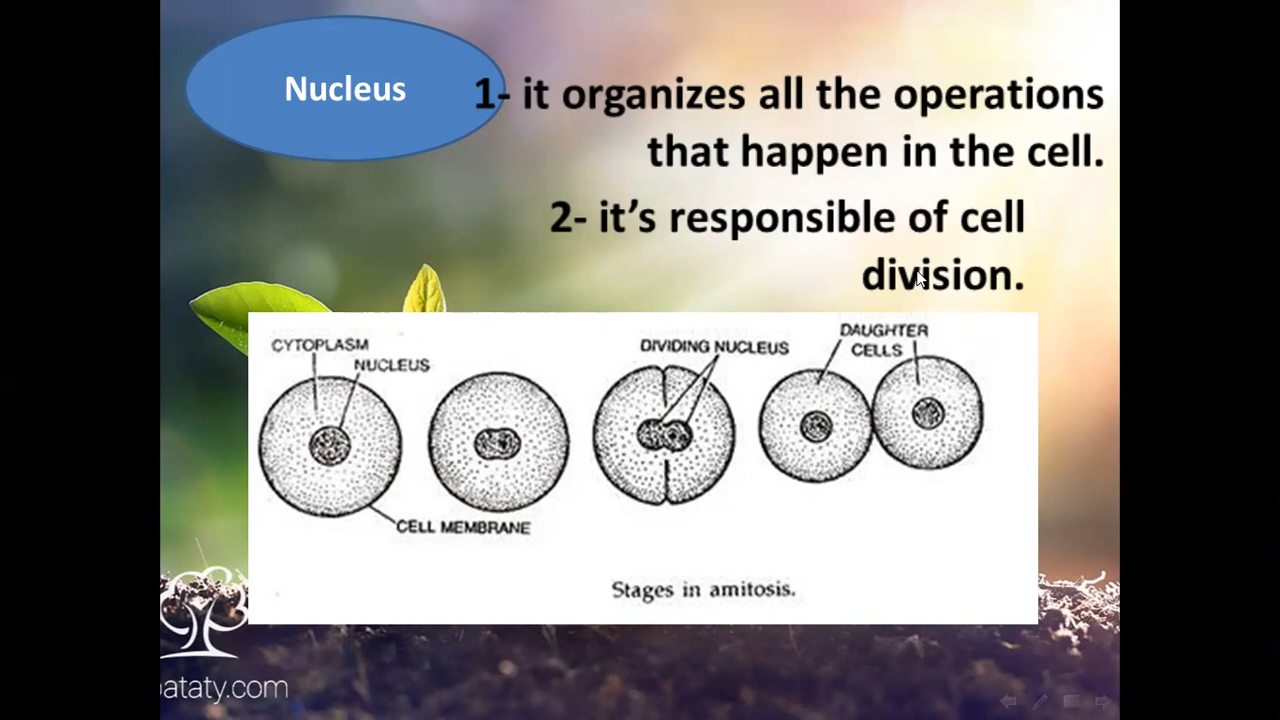 Nucleus
1- it organizes all the operations
that happen in the cell.
2- it’s responsible of cell
division.
CYTOPLASM
NUCLEUS
CELL MEMBRANE
DIVIDING NUCLEUS
DAUGHTER
CELLS
Stages in amitosis.
ataty.com